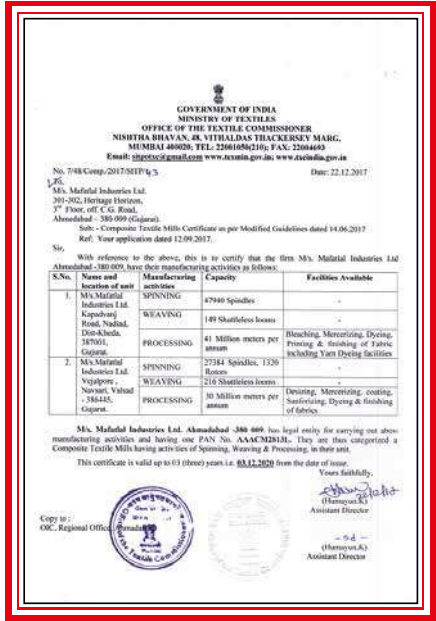 GOVERNMENT OF INDIA
MINISTRY OF TEXTILES
OFFICE OF THE TEXTILE COMMISSIONER
NISHTHA BHAVAN, 48, VITHALDAS THACKERSEY MARG,
MUMBAI 400020: TEL: 22001050(210); FAX: 22004693
Email: sitpotxc@gmail.com www.texmin.gov.in; www.txcindia.gov.in
No. 7/48/Comp./2017/SITP/43 Date: 22.12.2017
To,
M/s. Mafatlal Industries Ltd.
301-302, Heritage Horizon,
3rd Floor, off. C.G. Road,
Ahmedabad - 380 009 (Gujarat).
Sub: - Composite Textile Mills Certificate as per Modified Guidelines dated 14.06.2017
Ref: Your application dated 12.09.2017.
Sir,
With reference to the above, this is to certify that the firm M/s. Mafatlal Industries Ltd
Ahmedabad -380 009, have their manufacturing activities as follows:
S.No. Name and location of unit Manufacturing activities Capacity Facilities Available
1. M/s.Mafatlal Industries Ltd. Kapadvanj Road, Nadiad, Dist-Kheda, 387001, Gujarat.
SPINNING 47940 Spindles -
WEAVING 149 Shuttleless looms -
PROCESSING 41 Million meters per annum Bleaching, Mercerizing, Dyeing, Printing & finishing of Fabric including Yarn Dyeing facilities
2. M/s.Mafatlal Industries Ltd. Vejalpore, Navsari, Valsad - 386445, Gujarat.
SPINNING 27384 Spindles, 1320 Rotors -
WEAVING 216 Shuttleless looms -
PROCESSING 30 Million meters per annum Desizing, Mercerizing, coating, Sanforizing, Dyeing & finishing of fabrics
M/s. Mafatlal Industries Ltd. Ahmadabad -380 009. has legal entity for carrying out above
manufacturing activities and having one PAN No. AAACM2813L. They are thus categorized a
Composite Textile Mills having activities of Spinning, Weaving & Processing, in their unit.
This certificate is valid up to 03 (three) years i.e. 03.12.2020 from the date of issue.
Yours faithfully,
(Humayun.K)
Assistant Director
Copy to :
OIC, Regional Office,
- sd -
(Humayun.K)
Assistant Director